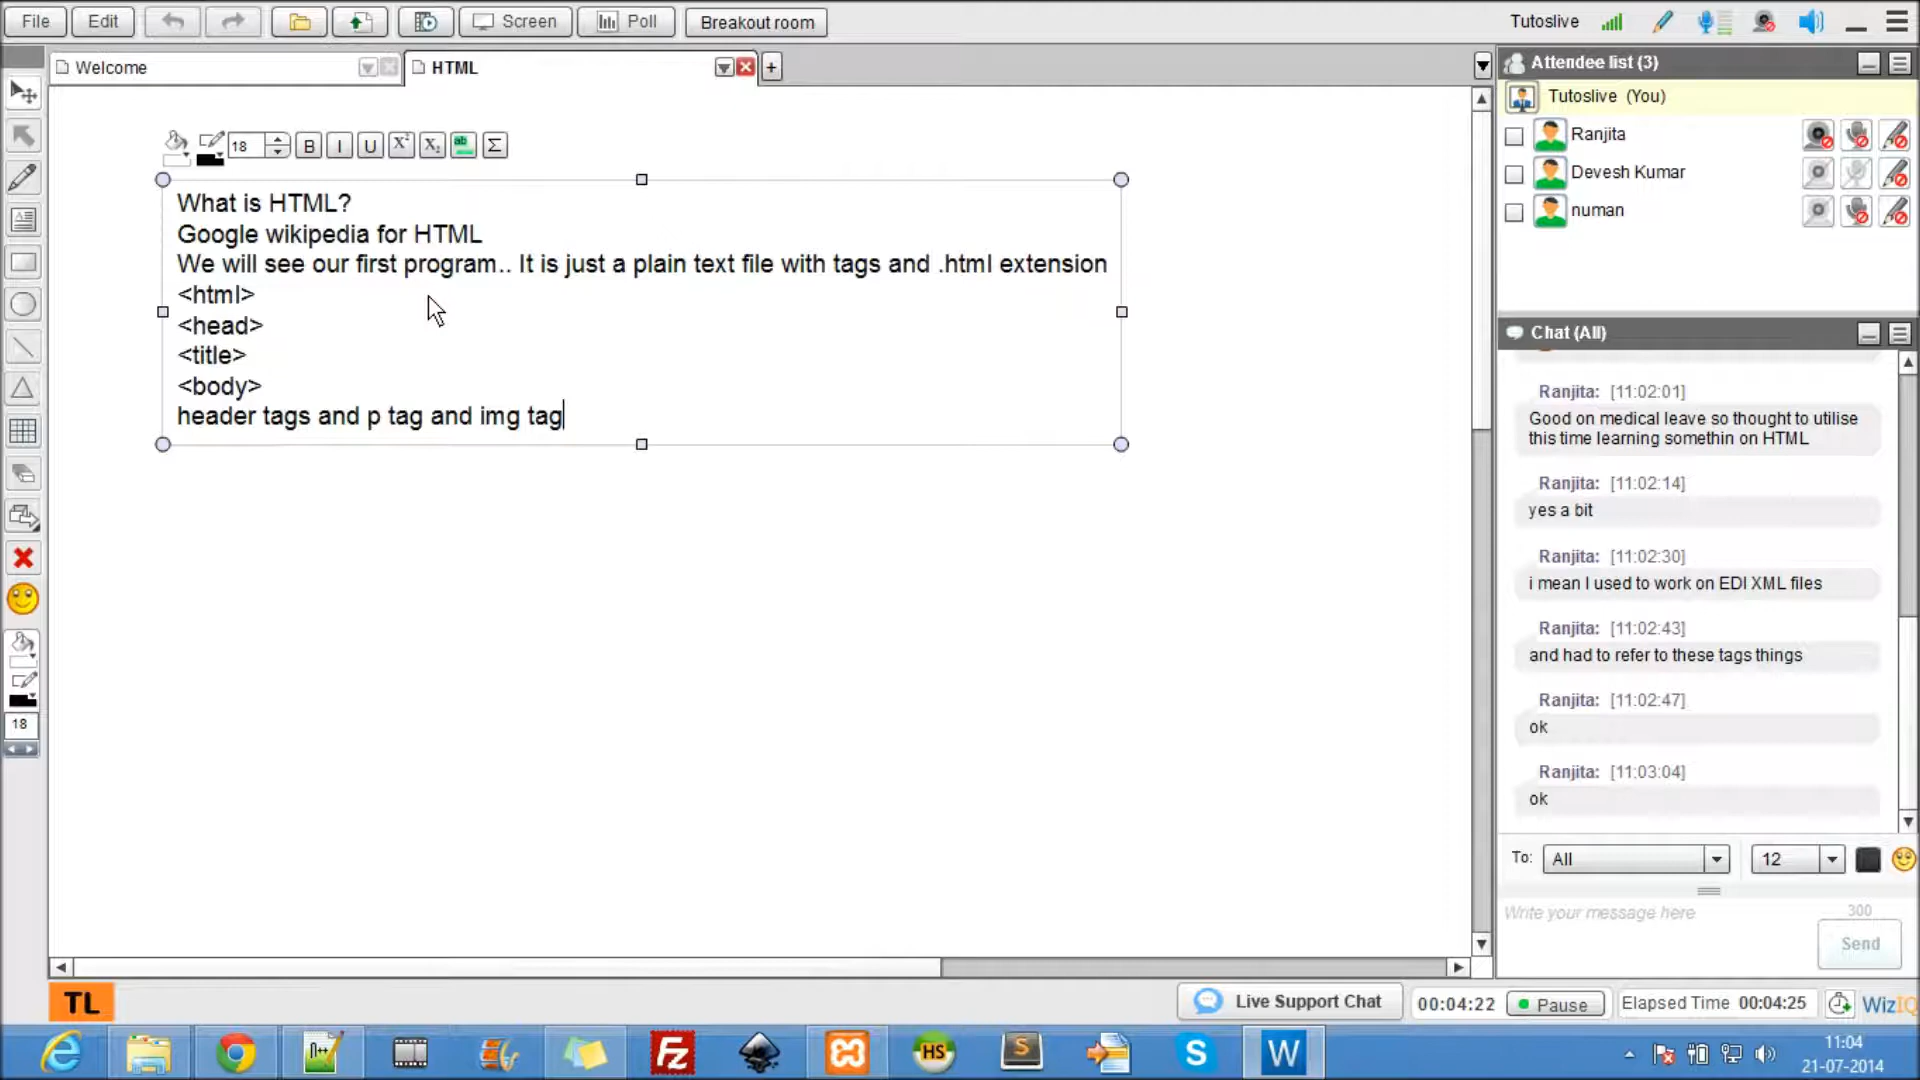 File Edit Screen Poll Breakout room Tutoslive
Welcome HTML +
18 B I U X² X₂ ab Σ
What is HTML?
Google wikipedia for HTML
We will see our first program.. It is just a plain text file with tags and .html extension
<html>
<head>
<title>
<body>
header tags and p tag and img tag
18
Attendee list (3)
Tutoslive (You)
Ranjita
Devesh Kumar
numan
Chat (All)
Ranjita: [11:02:01]
Good on medical leave so thought to utilise
this time learning somethin on HTML
Ranjita: [11:02:14]
yes a bit
Ranjita: [11:02:30]
i mean I used to work on EDI XML files
Ranjita: [11:02:43]
and had to refer to these tags things
Ranjita: [11:02:47]
ok
Ranjita: [11:03:04]
ok
To: All 12
Write your message here 300
Send
TL Live Support Chat 00:04:22 Pause Elapsed Time 00:04:25 WizIQ
n++ Fz HS S S W
11:04
21-07-2014